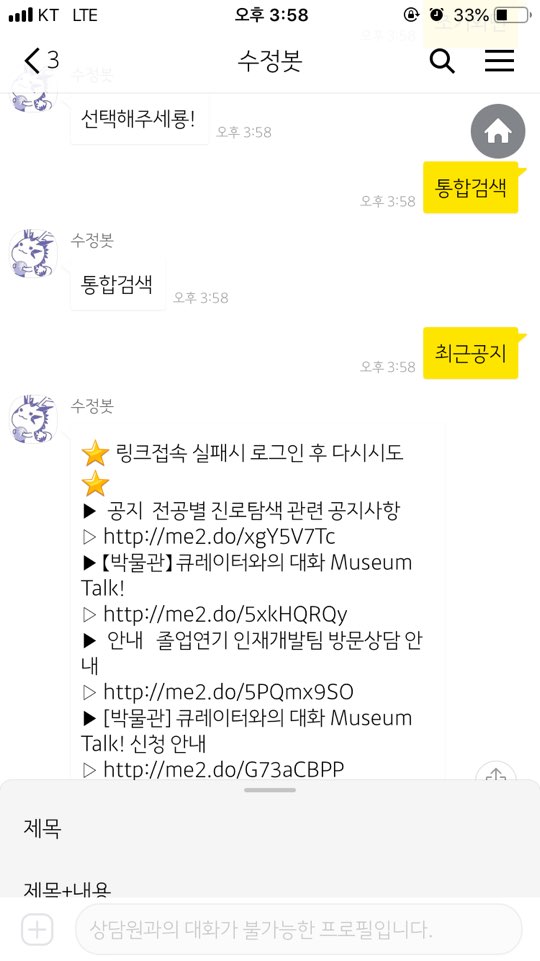 KT LTE 오후 3:58 33%
3 수정봇
수정봇
선택해주세룡!
오후 3:58
통합검색
오후 3:58
수정봇
통합검색
오후 3:58
최근공지
오후 3:58
수정봇
링크접속 실패시 로그인 후 다시시도
▶ 공지 전공별 진로탐색 관련 공지사항
▷ http://me2.do/xgY5V7Tc
▶【박물관】큐레이터와의 대화 Museum
Talk!
▷ http://me2.do/5xkHQRQy
▶ 안내 졸업연기 인재개발팀 방문상담 안
내
▷ http://me2.do/5PQmx9SO
▶ [박물관] 큐레이터와의 대화 Museum
Talk! 신청 안내
▷ http://me2.do/G73aCBPP
제목
제목+내용
상담원과의 대화가 불가능한 프로필입니다.